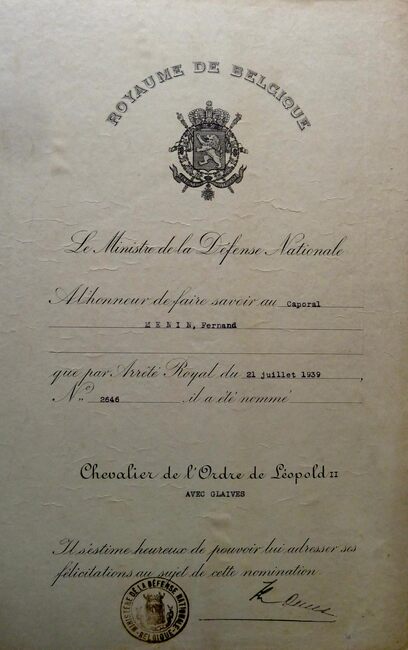 ROYAUME DE BELGIQUE
Le Ministre de la Défense Nationale
A l'honneur de faire savoir au Caporal
MENIN, Fernand
que par Arrêté Royal du 21 juillet 1939,
No 2646 il a été nommé
Chevalier de l'Ordre de Léopold II
AVEC GLAIVES
Il s'estime heureux de pouvoir lui adresser ses
félicitations au sujet de cette nomination.
MINISTÈRE DE LA DÉFENSE NATIONALE
BELGIQUE